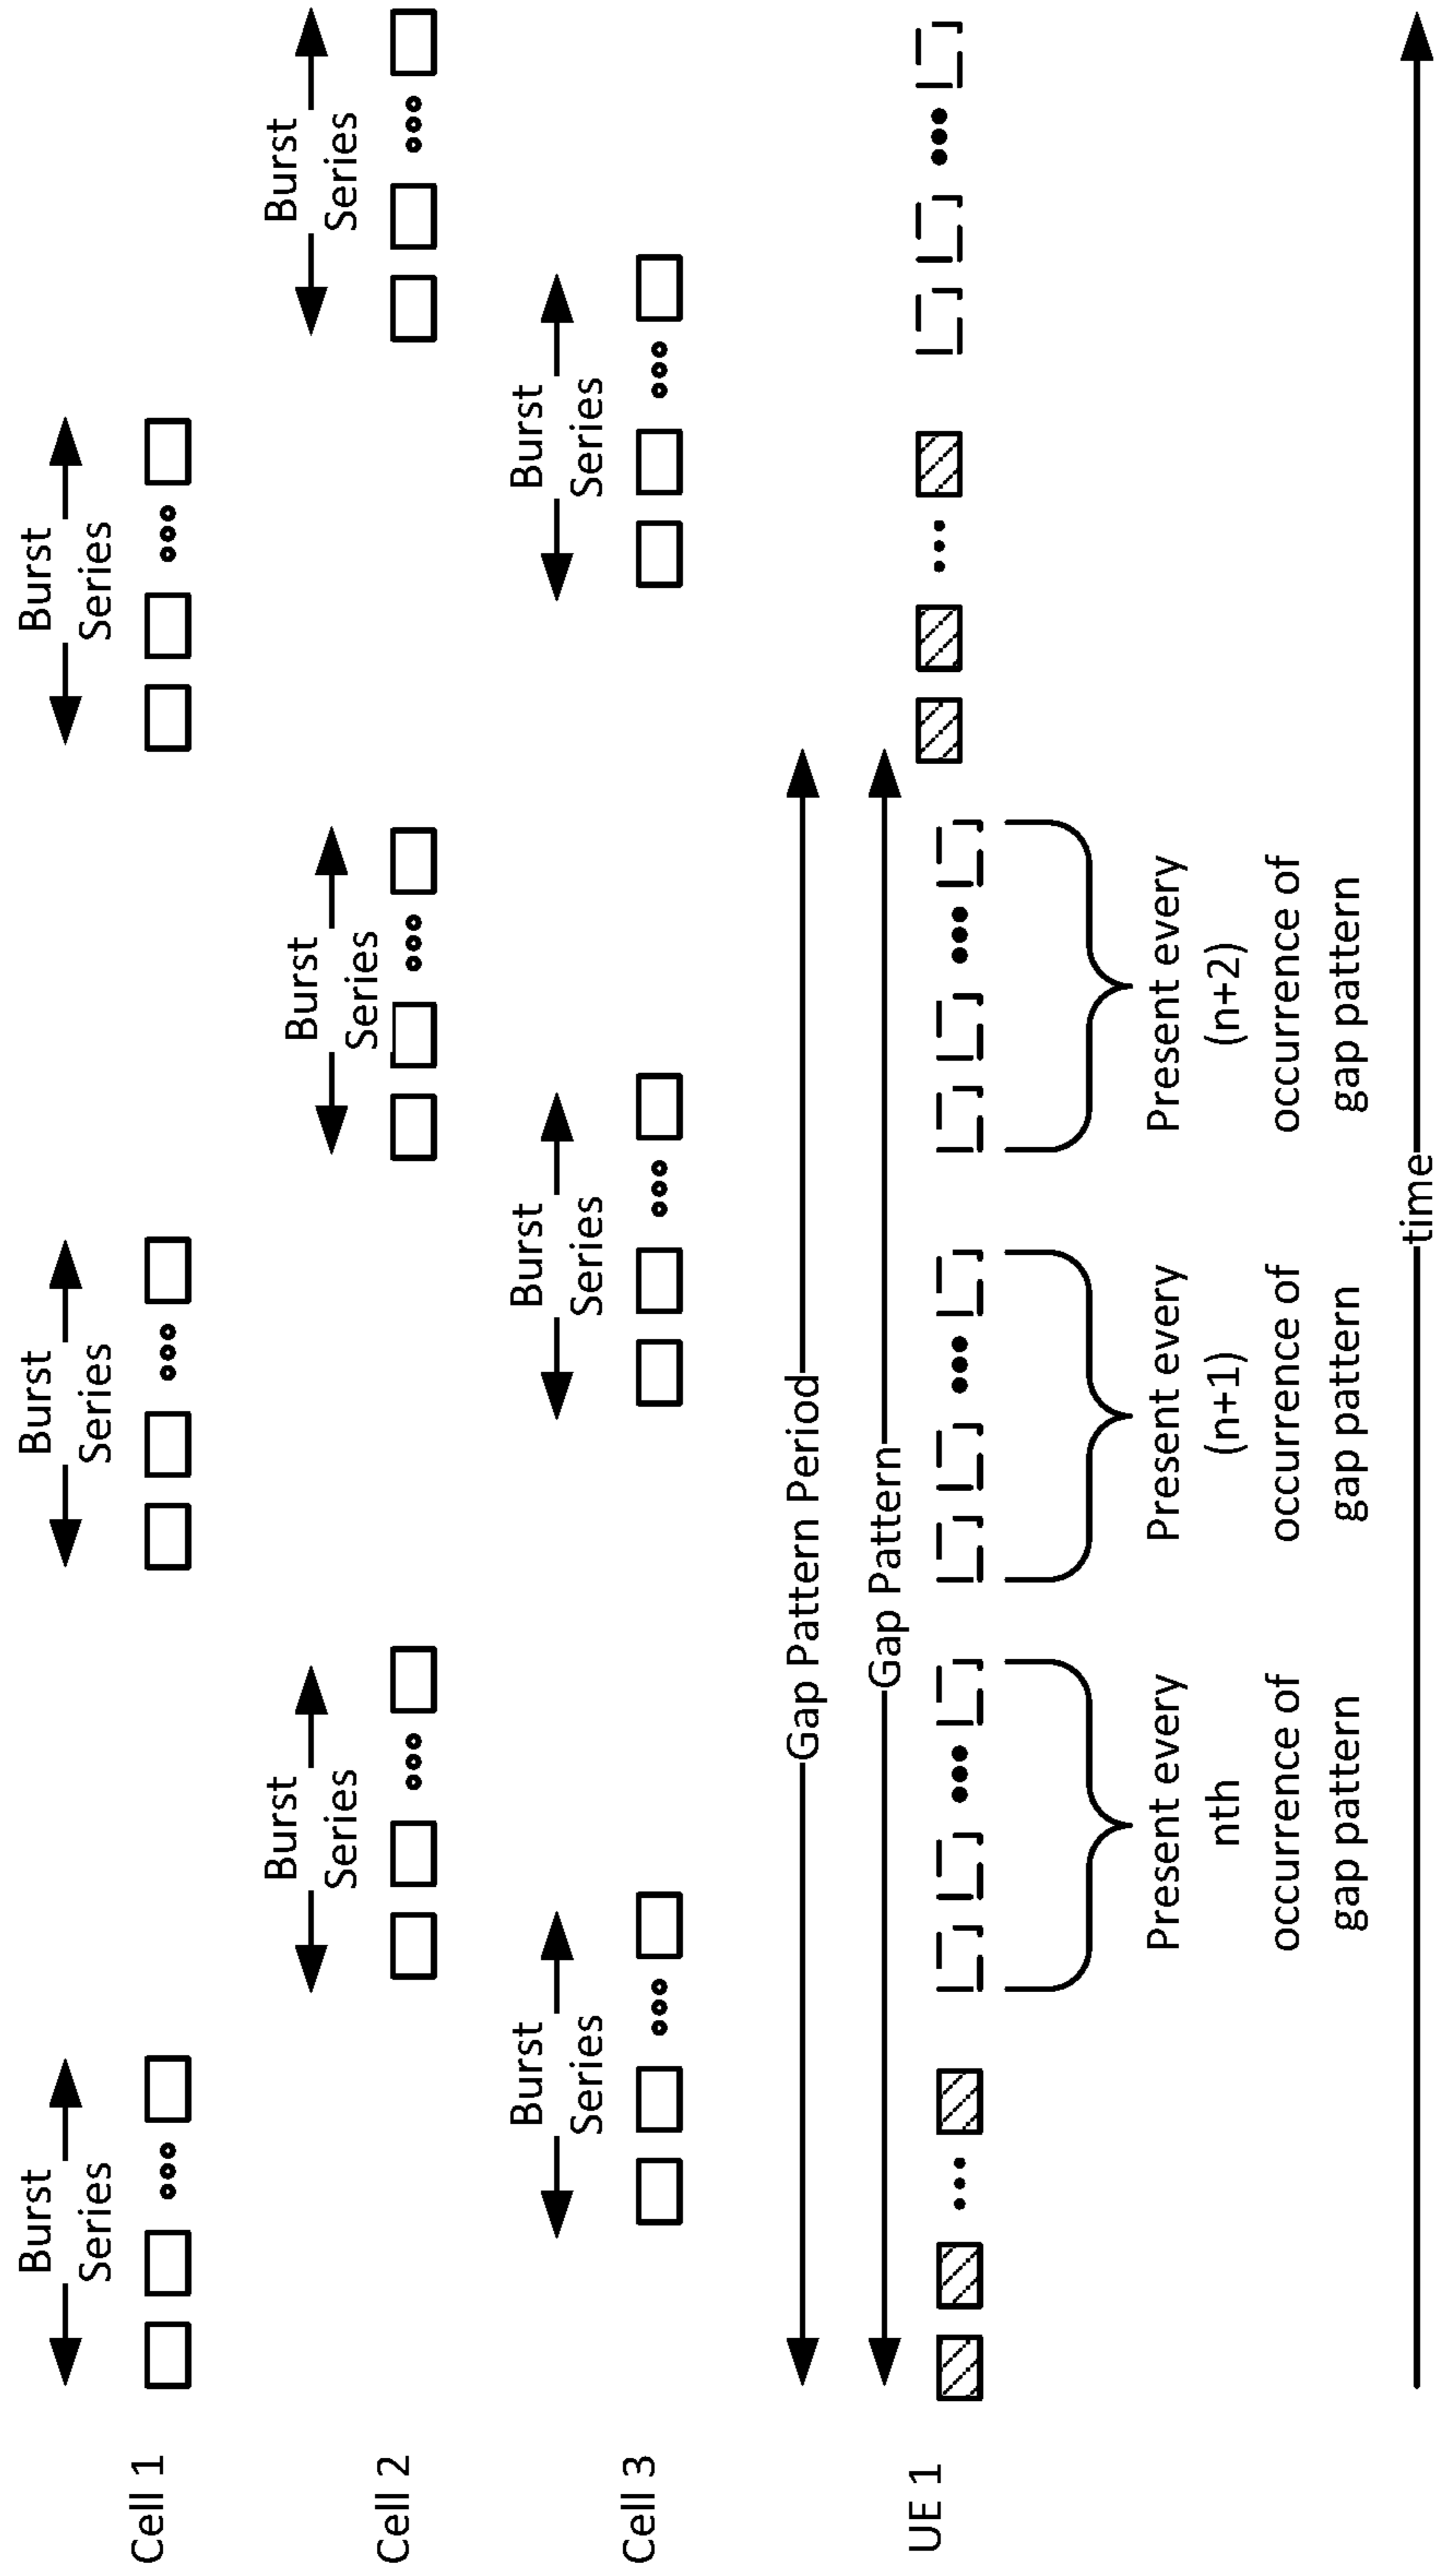 Cell 1
Burst
Series
Burst
Series
Burst
Series
Cell 2
Burst
Series
Burst
Series
Burst
Series
Cell 3
Burst
Series
Burst
Series
Burst
Series
Gap Pattern Period
Gap Pattern
UE 1
Present every
nth
occurrence of
gap pattern
Present every
(n+1)
occurrence of
gap pattern
Present every
(n+2)
occurrence of
gap pattern
time